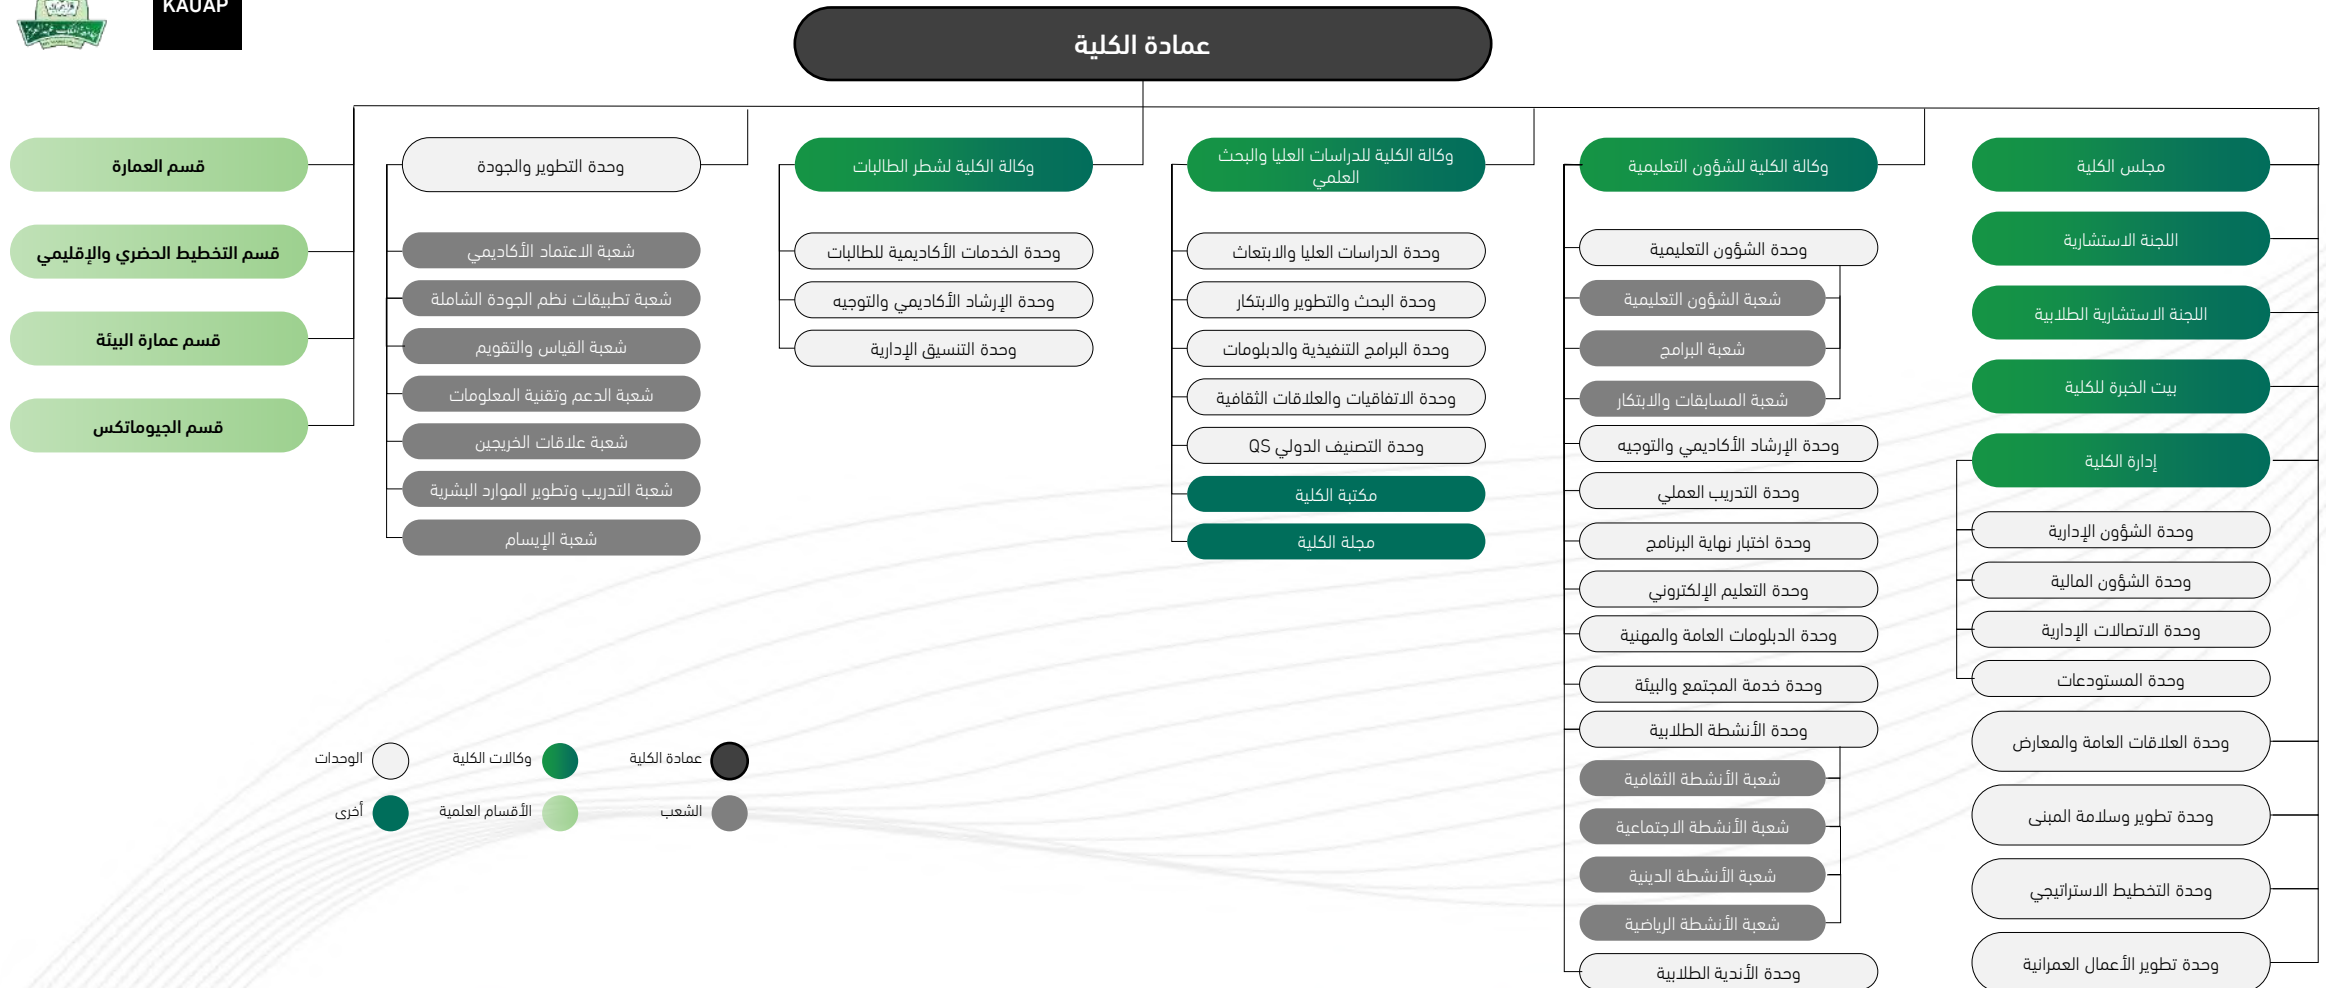 KAUAP
عمادة الكلية
مجلس الكلية
اللجنة الاستشارية
اللجنة الاستشارية الطلابية
بيت الخبرة للكلية
إدارة الكلية
وحدة الشؤون الإدارية
وحدة الشؤون المالية
وحدة الاتصالات الإدارية
وحدة المستودعات
وحدة العلاقات العامة والمعارض
وحدة تطوير وسلامة المبنى
وحدة التخطيط الاستراتيجي
وحدة تطوير الأعمال العمرانية
وكالة الكلية للشؤون التعليمية
وحدة الشؤون التعليمية
شعبة الشؤون التعليمية
شعبة البرامج
شعبة المسابقات والابتكار
وحدة الإرشاد الأكاديمي والتوجيه
وحدة التدريب العملي
وحدة اختبار نهاية البرنامج
وحدة التعليم الإلكتروني
وحدة الدبلومات العامة والمهنية
وحدة خدمة المجتمع والبيئة
وحدة الأنشطة الطلابية
شعبة الأنشطة الثقافية
شعبة الأنشطة الاجتماعية
شعبة الأنشطة الدينية
شعبة الأنشطة الرياضية
وحدة الأندية الطلابية
وكالة الكلية للدراسات العليا والبحث
العلمي
وحدة الدراسات العليا والابتعاث
وحدة البحث والتطوير والابتكار
وحدة البرامج التنفيذية والدبلومات
وحدة الاتفاقيات والعلاقات الثقافية
وحدة التصنيف الدولي QS
مكتبة الكلية
مجلة الكلية
وكالة الكلية لشطر الطالبات
وحدة الخدمات الأكاديمية للطالبات
وحدة الإرشاد الأكاديمي والتوجيه
وحدة التنسيق الإدارية
وحدة التطوير والجودة
شعبة الاعتماد الأكاديمي
شعبة تطبيقات نظم الجودة الشاملة
شعبة القياس والتقويم
شعبة الدعم وتقنية المعلومات
شعبة علاقات الخريجين
شعبة التدريب وتطوير الموارد البشرية
شعبة الإيسام
قسم العمارة
قسم التخطيط الحضري والإقليمي
قسم عمارة البيئة
قسم الجيوماتكس
عمادة الكلية
وكالات الكلية
الوحدات
الشعب
الأقسام العلمية
أخرى